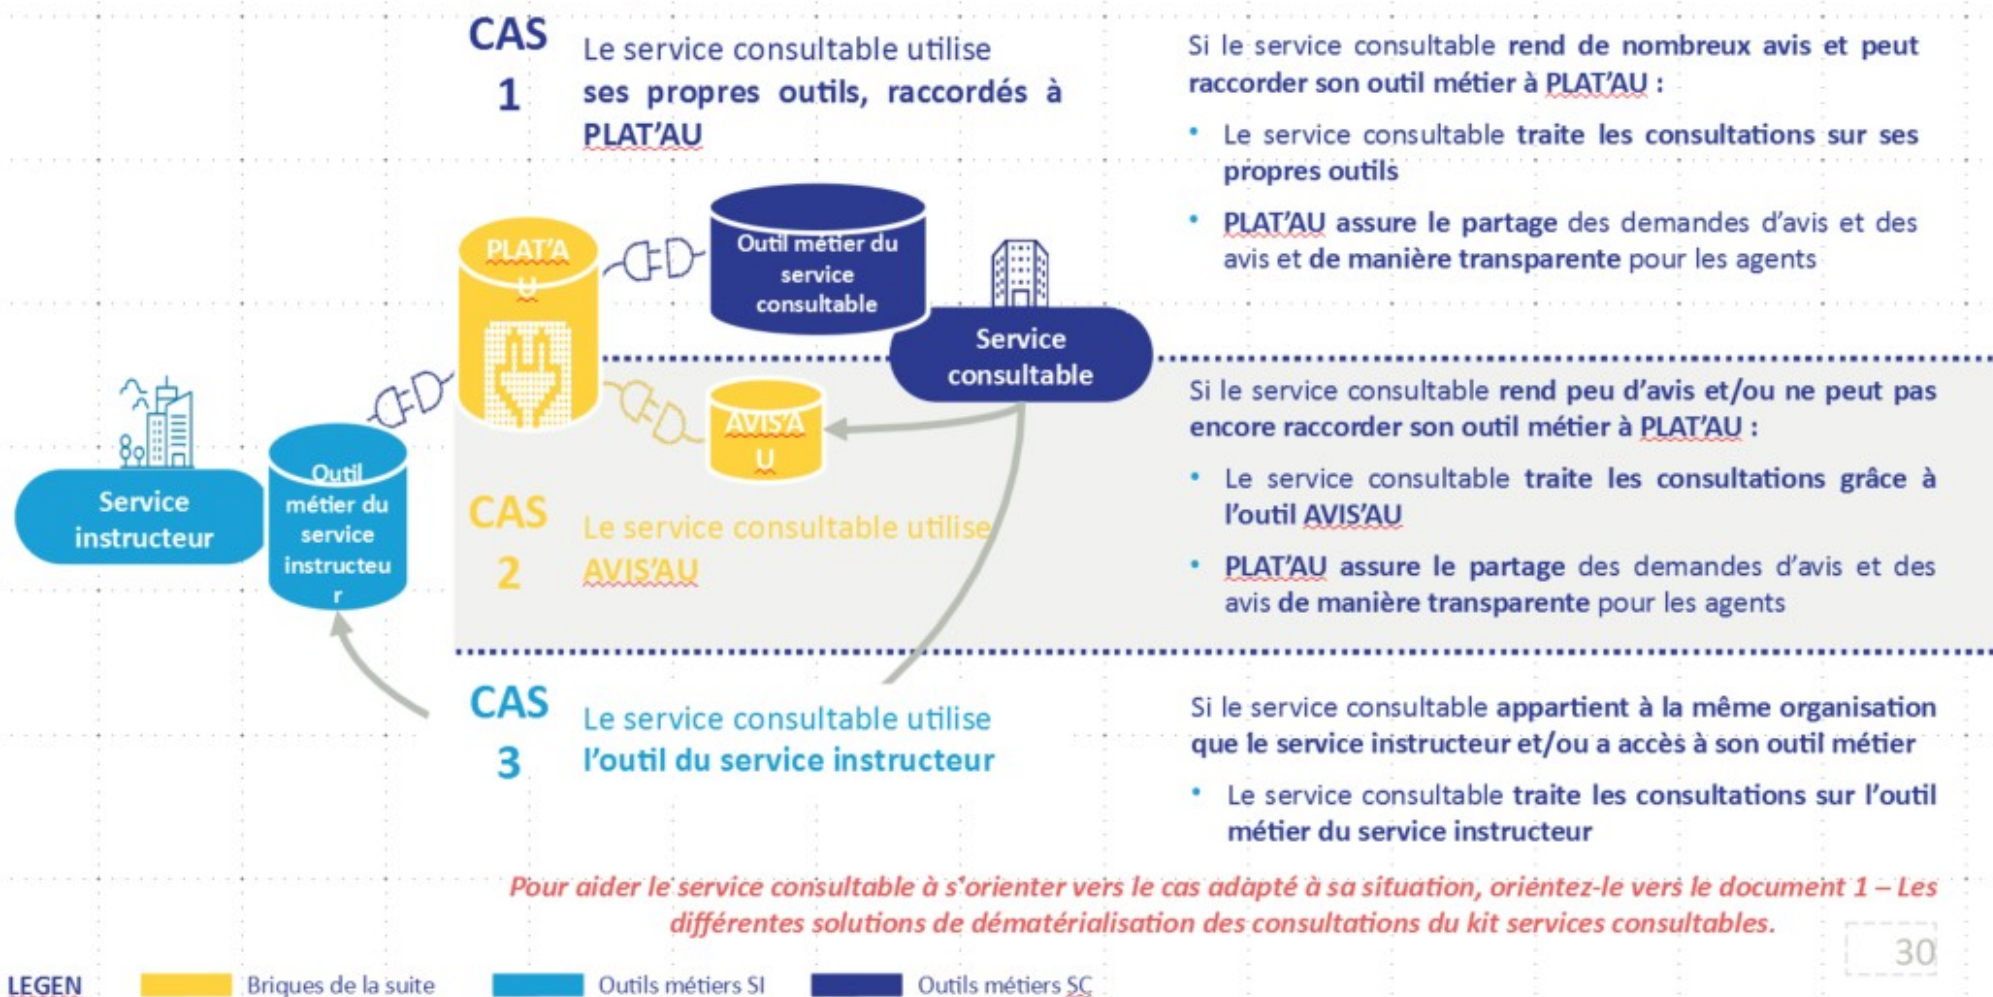 CAS
1
Le service consultable utilise
ses propres outils, raccordés à
PLAT'AU
Si le service consultable rend de nombreux avis et peut
raccorder son outil métier à PLAT'AU :
• Le service consultable traite les consultations sur ses
propres outils
• PLAT'AU assure le partage des demandes d'avis et des
avis et de manière transparente pour les agents
PLAT'A
U
Outil métier du
service
consultable
Service
consultable
AVIS'A
U
Service
instructeur
Outil
métier du
service
instructeu
r
CAS
2
Le service consultable utilise
AVIS'AU
Si le service consultable rend peu d'avis et/ou ne peut pas
encore raccorder son outil métier à PLAT'AU :
• Le service consultable traite les consultations grâce à
l'outil AVIS'AU
• PLAT'AU assure le partage des demandes d'avis et des
avis de manière transparente pour les agents
CAS
3
Le service consultable utilise
l'outil du service instructeur
Si le service consultable appartient à la même organisation
que le service instructeur et/ou a accès à son outil métier
• Le service consultable traite les consultations sur l'outil
métier du service instructeur
Pour aider le service consultable à s'orienter vers le cas adapté à sa situation, orientez-le vers le document 1 – Les
différentes solutions de dématérialisation des consultations du kit services consultables.
30
LEGEN
Briques de la suite
Outils métiers SI
Outils métiers SC